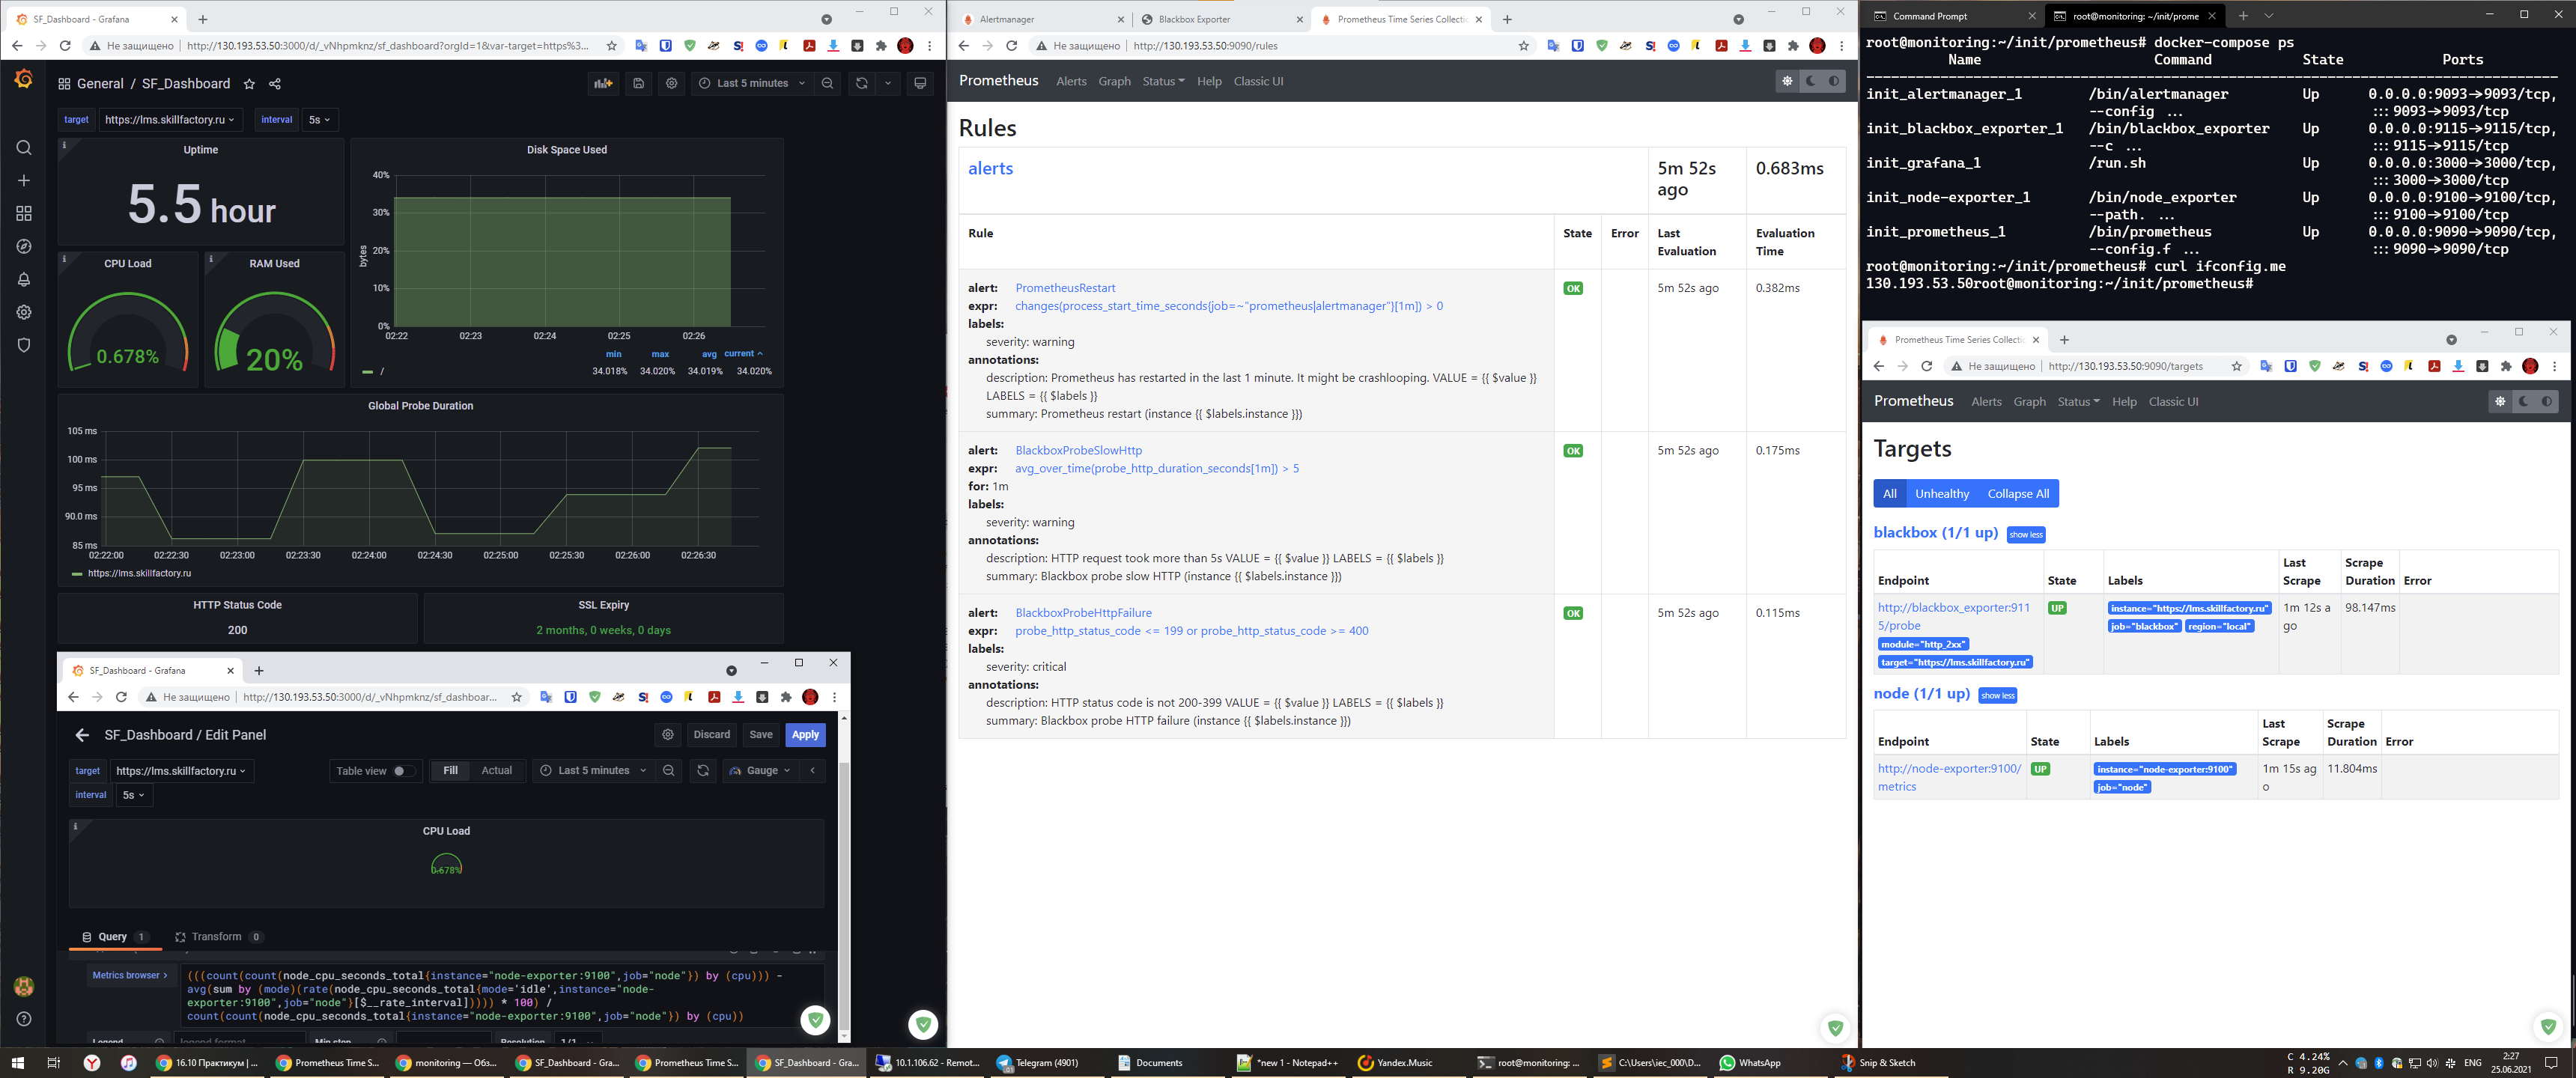 SF_Dashboard - Grafana
Не защищено
http://130.193.53.50:3000/d/_vNhpmknz/sf_dashboard?orgId=1&var-target=https%3...
General / SF_Dashboard
Last 5 minutes
target
https://lms.skillfactory.ru
interval
5s
Uptime
5.5 hour
CPU Load
0.678%
RAM Used
20%
Disk Space Used
bytes
40%
30%
20%
10%
0%
02:22 02:23 02:24 02:25 02:26
min max avg current
/ 34.018% 34.020% 34.019% 34.020%
Global Probe Duration
105 ms
100 ms
95 ms
90.0 ms
85 ms
02:22:00 02:22:30 02:23:00 02:23:30 02:24:00 02:24:30 02:25:00 02:25:30 02:26:00 02:26:30
https://lms.skillfactory.ru
HTTP Status Code
200
SSL Expiry
2 months, 0 weeks, 0 days
SF_Dashboard - Grafana
Не защищено
http://130.193.53.50:3000/d/_vNhpmknz/sf_dashboar...
SF_Dashboard / Edit Panel
Discard Save Apply
target
https://lms.skillfactory.ru
Table view
Fill Actual
Last 5 minutes
Gauge
interval
5s
CPU Load
0.678%
Query 1
Transform 0
Metrics browser >
(((count(count(node_cpu_seconds_total{instance="node-exporter:9100",job="node"}) by (cpu))) -
avg(sum by (mode)(rate(node_cpu_seconds_total{mode='idle',instance="node-
exporter:9100",job="node"}[$__rate_interval])))) * 100) /
count(count(node_cpu_seconds_total{instance="node-exporter:9100",job="node"}) by (cpu))
Alertmanager
Blackbox Exporter
Prometheus Time Series Collectio
Не защищено
http://130.193.53.50:9090/rules
Prometheus Alerts Graph Status Help Classic UI
Rules
alerts
5m 52s ago
0.683ms
Rule State Error Last Evaluation Evaluation Time
alert: PrometheusRestart
OK 5m 52s ago 0.382ms
expr: changes(process_start_time_seconds{job=~"prometheus|alertmanager"}[1m]) > 0
labels:
severity: warning
annotations:
description: Prometheus has restarted in the last 1 minute. It might be crashlooping. VALUE = {{ $value }}
LABELS = {{ $labels }}
summary: Prometheus restart (instance {{ $labels.instance }})
alert: BlackboxProbeSlowHttp
OK 5m 52s ago 0.175ms
expr: avg_over_time(probe_http_duration_seconds[1m]) > 5
for: 1m
labels:
severity: warning
annotations:
description: HTTP request took more than 5s VALUE = {{ $value }} LABELS = {{ $labels }}
summary: Blackbox probe slow HTTP (instance {{ $labels.instance }})
alert: BlackboxProbeHttpFailure
OK 5m 52s ago 0.115ms
expr: probe_http_status_code <= 199 or probe_http_status_code >= 400
labels:
severity: critical
annotations:
description: HTTP status code is not 200-399 VALUE = {{ $value }} LABELS = {{ $labels }}
summary: Blackbox probe HTTP failure (instance {{ $labels.instance }})
Command Prompt
root@monitoring: ~/init/prome
root@monitoring:~/init/prometheus# docker-compose ps
Name Command State Ports
init_alertmanager_1 /bin/alertmanager Up 0.0.0.0:9093->9093/tcp,
--config ... :::9093->9093/tcp
init_blackbox_exporter_1 /bin/blackbox_exporter Up 0.0.0.0:9115->9115/tcp,
--c ... :::9115->9115/tcp
init_grafana_1 /run.sh Up 0.0.0.0:3000->3000/tcp,
:::3000->3000/tcp
init_node-exporter_1 /bin/node_exporter Up 0.0.0.0:9100->9100/tcp,
--path. ... :::9100->9100/tcp
init_prometheus_1 /bin/prometheus Up 0.0.0.0:9090->9090/tcp,
--config.f ... :::9090->9090/tcp
root@monitoring:~/init/prometheus# curl ifconfig.me
130.193.53.50root@monitoring:~/init/prometheus#
Prometheus Time Series Collectio
Не защищено
http://130.193.53.50:9090/targets
Prometheus Alerts Graph Status Help Classic UI
Targets
All Unhealthy Collapse All
blackbox (1/1 up) show less
Endpoint State Labels Last Scrape Scrape Duration Error
http://blackbox_exporter:911
5/probe
module="http_2xx"
target="https://lms.skillfactory.ru"
UP
instance="https://lms.skillfactory.ru"
job="blackbox" region="local"
1m 12s a
go
98.147ms
node (1/1 up) show less
Endpoint State Labels Last Scrape Scrape Duration Error
http://node-exporter:9100/
metrics
UP
instance="node-exporter:9100"
job="node"
1m 15s ag
o
11.804ms
16.10 Практикум | ...
Prometheus Time S...
monitoring — Обз...
SF_Dashboard - Gra...
Prometheus Time S...
SF_Dashboard - Gra...
10.1.106.62 - Remot...
Telegram (4901)
Documents
*new 1 - Notepad++
Yandex.Music
root@monitoring: ...
C:\Users\iec_000\D...
WhatsApp
Snip & Sketch
C 4.24%
R 9.20G
ENG
2:27
25.06.2021